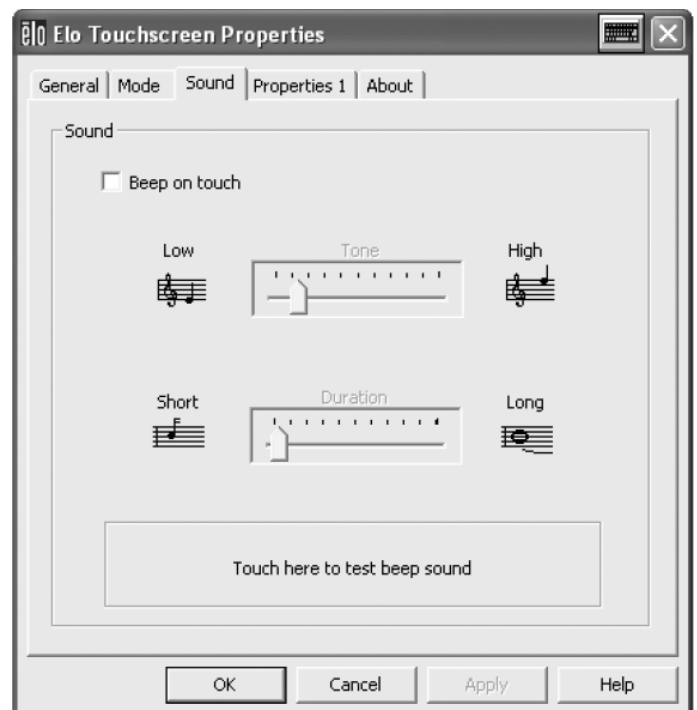 ēlo Elo Touchscreen Properties
General Mode Sound Properties 1 About
Sound
Beep on touch
Low Tone High
Short Duration Long
Touch here to test beep sound
OK Cancel Apply Help